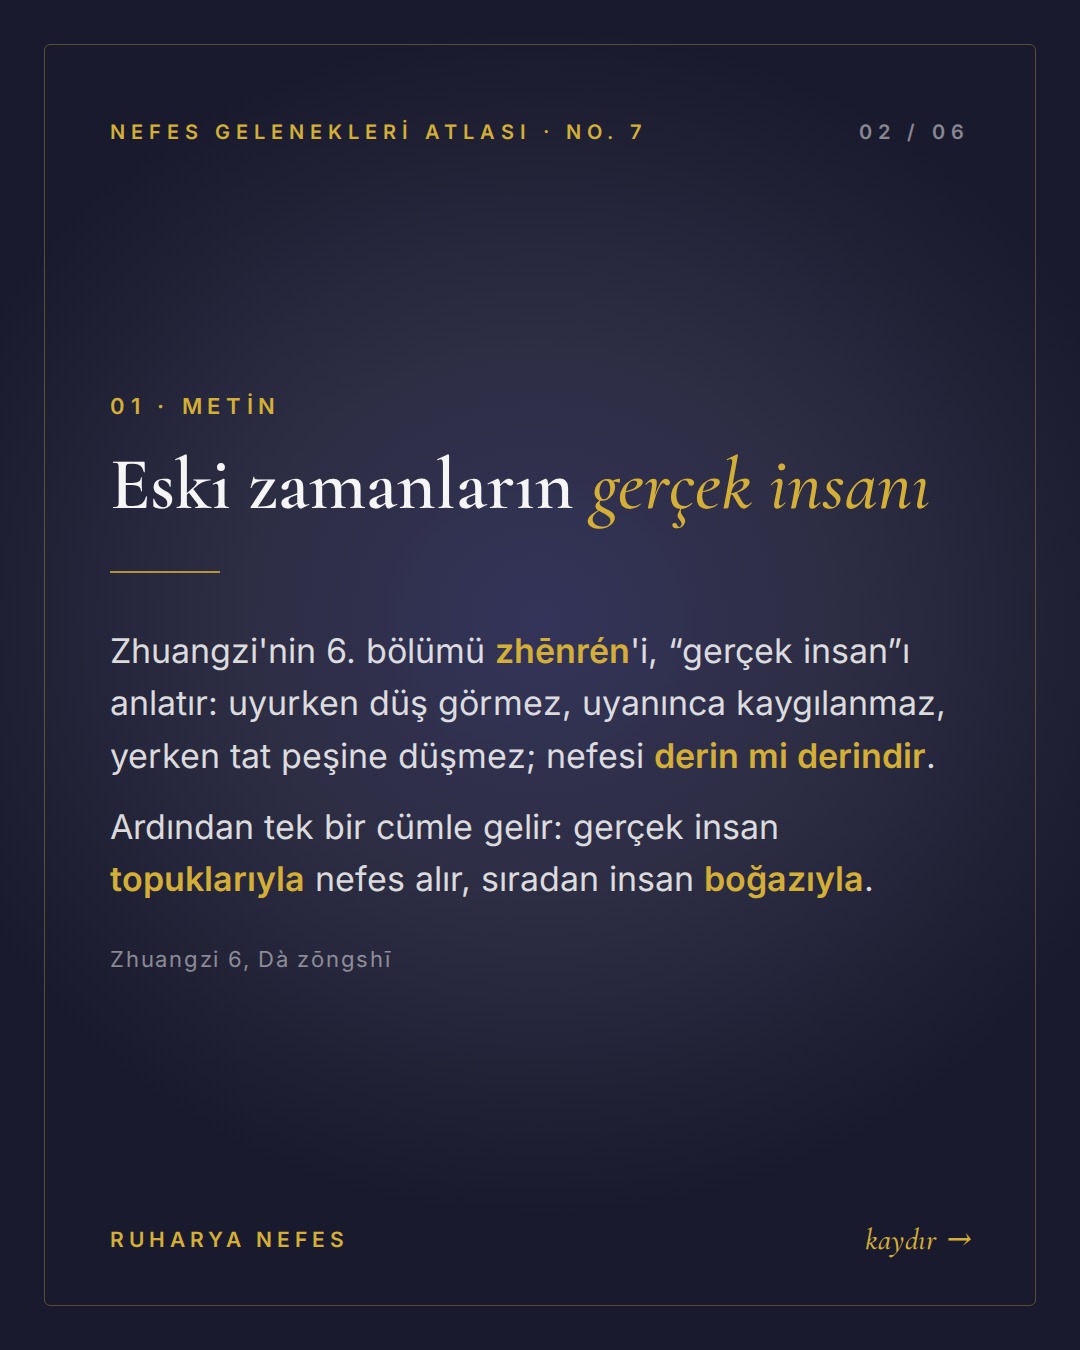 NEFES GELENEKLERİ ATLASI · NO. 7
02 / 06
01 · METİN
Eski zamanların gerçek insanı
Zhuangzi'nin 6. bölümü zhēnrén'i, “gerçek insan”ı
anlatır: uyurken düş görmez, uyanınca kaygılanmaz,
yerken tat peşine düşmez; nefesi derin mi derindir.
Ardından tek bir cümle gelir: gerçek insan
topuklarıyla nefes alır, sıradan insan boğazıyla.
Zhuangzi 6, Dà zōngshī
RUHARYA NEFES
kaydır →